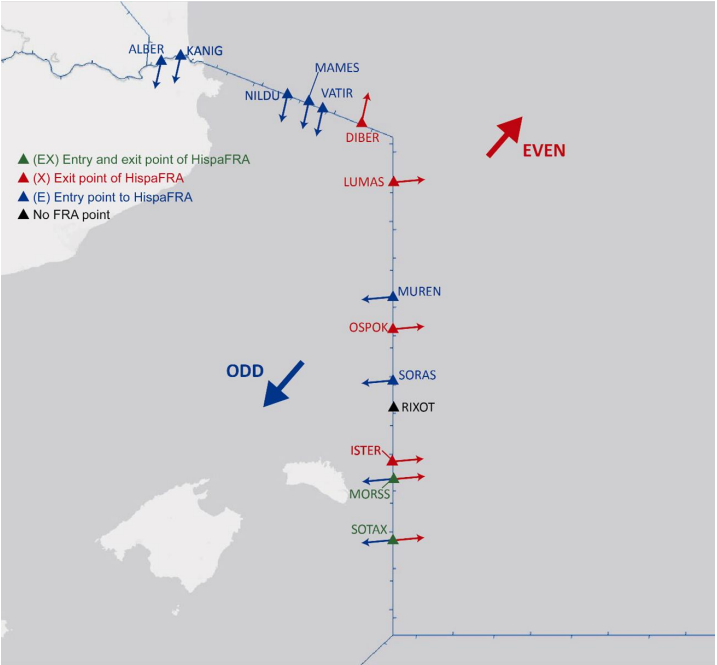 ALBER
KANIG
MAMES
NILDU
VATIR
DIBER
EVEN
(EX) Entry and exit point of HispaFRA
(X) Exit point of HispaFRA
(E) Entry point to HispaFRA
No FRA point
LUMAS
MUREN
OSPOK
ODD
SORAS
RIXOT
ISTER
MORSS
SOTAX